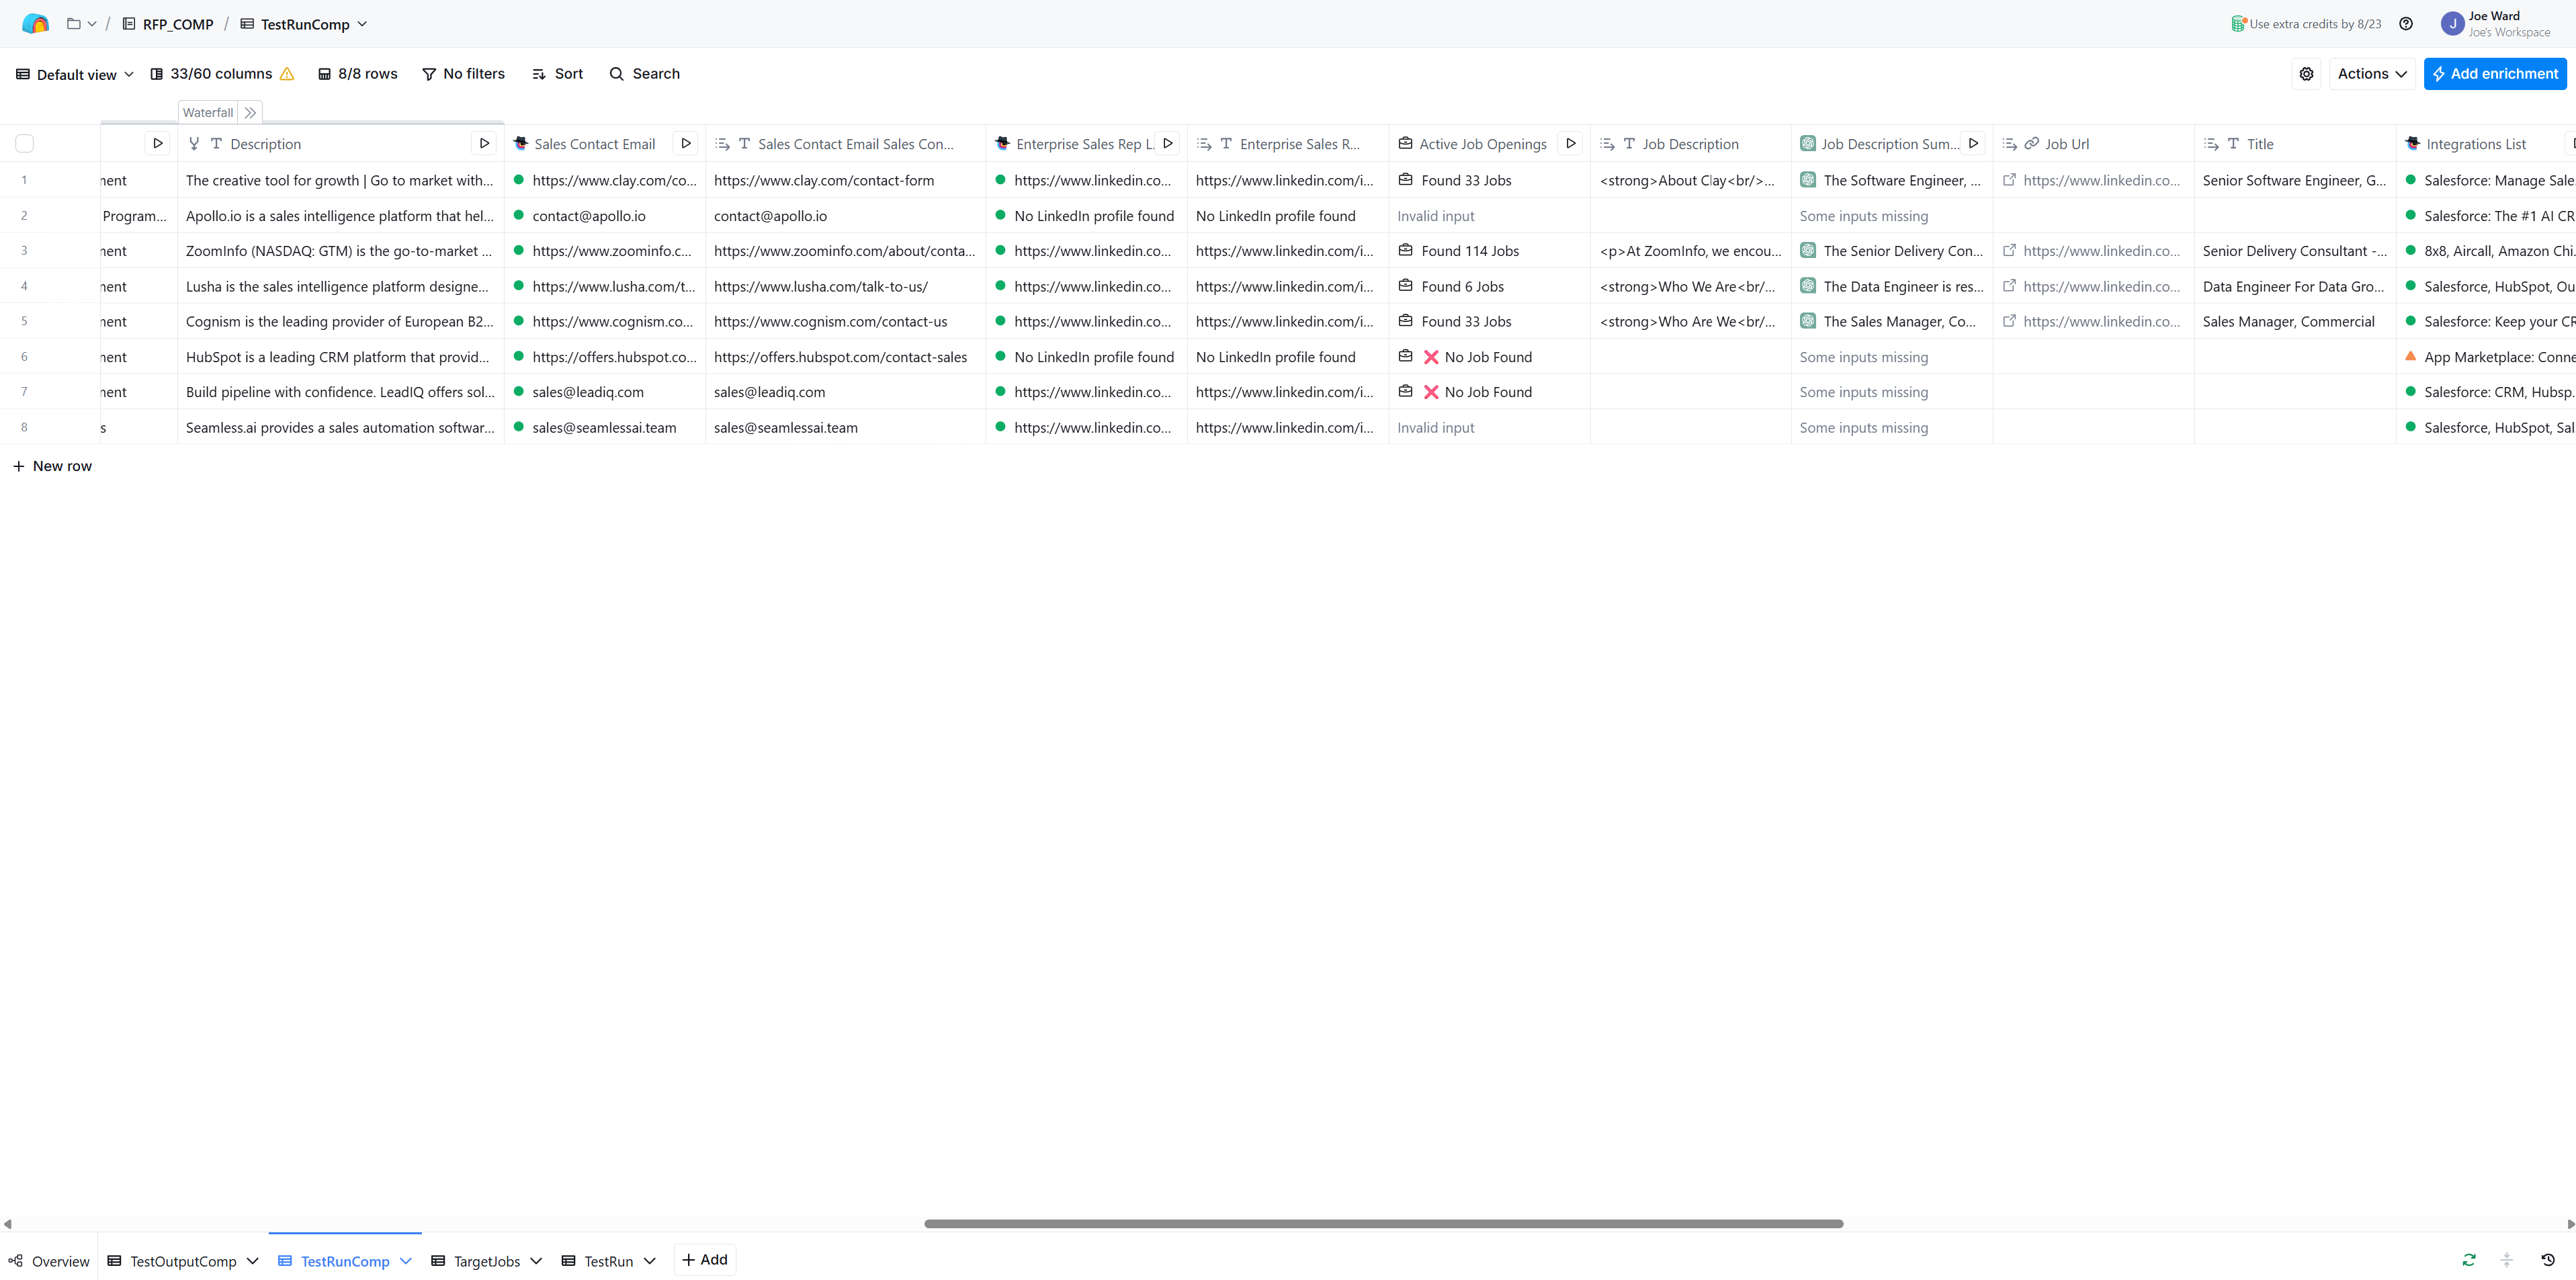 / RFP_COMP / TestRunComp
Use extra credits by 8/23
J
Joe Ward
Joe's Workspace
Default view
33/60 columns
8/8 rows
No filters
Sort
Search
Actions
Add enrichment
Waterfall
Description
Sales Contact Email
Sales Contact Email Sales Con...
Enterprise Sales Rep L
Enterprise Sales R...
Active Job Openings
Job Description
Job Description Sum...
Job Url
Title
Integrations List
1 nent The creative tool for growth | Go to market with... https://www.clay.com/co... https://www.clay.com/contact-form https://www.linkedin.co... https://www.linkedin.com/i... Found 33 Jobs <strong>About Clay<br/>... The Software Engineer, ... https://www.linkedin.co... Senior Software Engineer, G... Salesforce: Manage Sale
2 Program... Apollo.io is a sales intelligence platform that hel... contact@apollo.io contact@apollo.io No LinkedIn profile found No LinkedIn profile found Invalid input Some inputs missing Salesforce: The #1 AI CR
3 nent ZoomInfo (NASDAQ: GTM) is the go-to-market ... https://www.zoominfo.c... https://www.zoominfo.com/about/conta... https://www.linkedin.co... https://www.linkedin.com/i... Found 114 Jobs <p>At ZoomInfo, we encou... The Senior Delivery Con... https://www.linkedin.co... Senior Delivery Consultant -... 8x8, Aircall, Amazon Chi.
4 nent Lusha is the sales intelligence platform designe... https://www.lusha.com/t... https://www.lusha.com/talk-to-us/ https://www.linkedin.co... https://www.linkedin.com/i... Found 6 Jobs <strong>Who We Are<br/... The Data Engineer is res... https://www.linkedin.co... Data Engineer For Data Gro... Salesforce, HubSpot, Ou
5 nent Cognism is the leading provider of European B2... https://www.cognism.co... https://www.cognism.com/contact-us https://www.linkedin.co... https://www.linkedin.com/i... Found 33 Jobs <strong>Who Are We<br/... The Sales Manager, Co... https://www.linkedin.co... Sales Manager, Commercial Salesforce: Keep your CR
6 nent HubSpot is a leading CRM platform that provid... https://offers.hubspot.co... https://offers.hubspot.com/contact-sales No LinkedIn profile found No LinkedIn profile found No Job Found Some inputs missing App Marketplace: Conne
7 nent Build pipeline with confidence. LeadIQ offers sol... sales@leadiq.com sales@leadiq.com https://www.linkedin.co... https://www.linkedin.com/i... No Job Found Some inputs missing Salesforce: CRM, Hubsp.
8 s Seamless.ai provides a sales automation softwar... sales@seamlessai.team sales@seamlessai.team https://www.linkedin.co... https://www.linkedin.com/i... Invalid input Some inputs missing Salesforce, HubSpot, Sal
+ New row
Overview
TestOutputComp
TestRunComp
TargetJobs
TestRun
+ Add